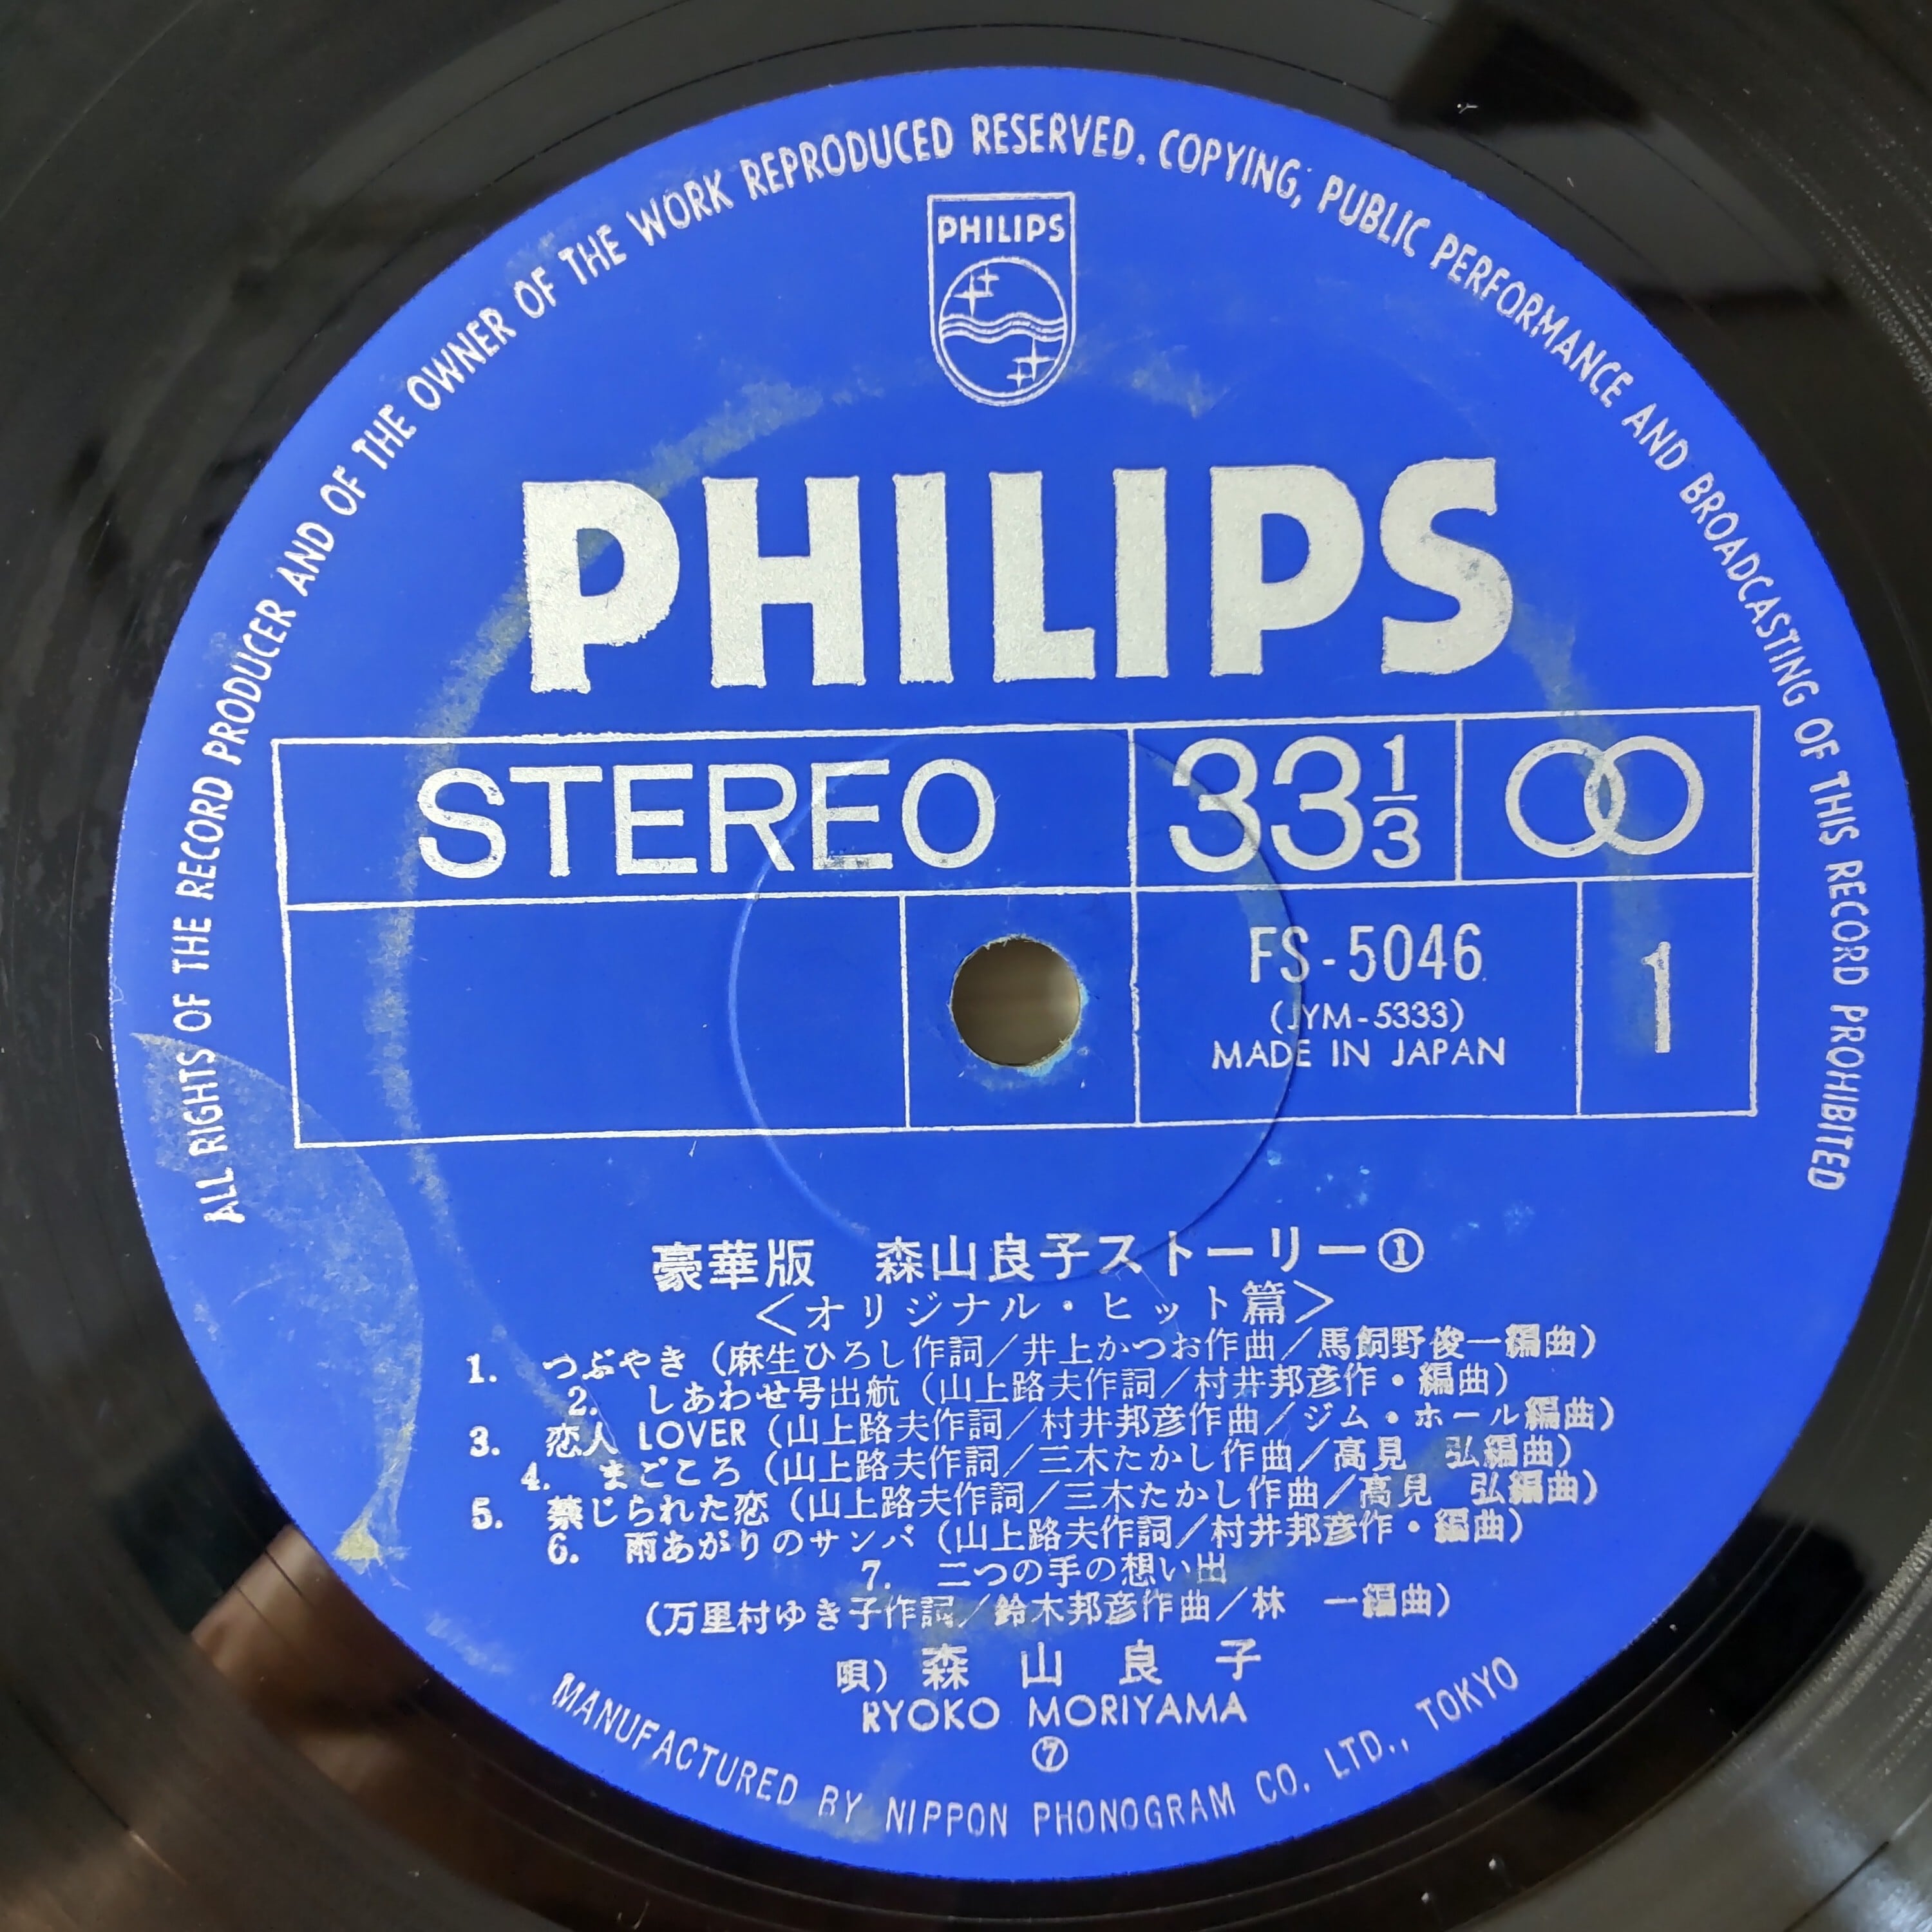 ALL RIGHTS OF THE RECORD PRODUCER AND OF THE OWNER OF THE WORK REPRODUCED RESERVED. COPYING, PUBLIC PERFORMANCE AND BROADCASTING OF THIS RECORD PROHIBITED
PHILIPS
PHILIPS
STEREO 33 1/3
FS-5046 1
(JYM-5333)
MADE IN JAPAN
豪華版 森山良子ストーリー①
<オリジナル・ヒット篇>
1. つぶやき (麻生ひろし作詞/井上かつお作曲/馬飼野俊一編曲)
2. しあわせ号出航 (山上路夫作詞/村井邦彦作・編曲)
3. 恋人 LOVER (山上路夫作詞/村井邦彦作曲/ジム・ホール編曲)
4. まごころ (山上路夫作詞/三木たかし作曲/高見 弘編曲)
5. 禁じられた恋 (山上路夫作詞/三木たかし作曲/高見 弘編曲)
6. 雨あがりのサンバ (山上路夫作詞/村井邦彦作・編曲)
7. 二つの手の想い出
(万里村ゆき子作詞/鈴木邦彦作曲/林 一編曲)
唄) 森山良子
RYOKO MORIYAMA
⑦
MANUFACTURED BY NIPPON PHONOGRAM CO. LTD., TOKYO